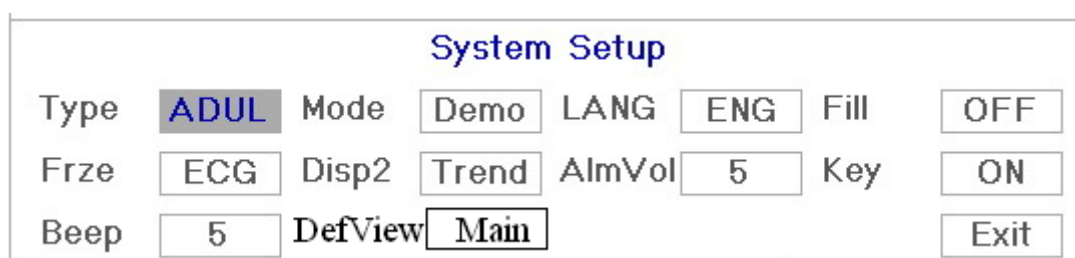 System Setup
Type ADUL Mode Demo LANG ENG Fill OFF
Frze ECG Disp2 Trend AlmVol 5 Key ON
Beep 5 DefView Main Exit